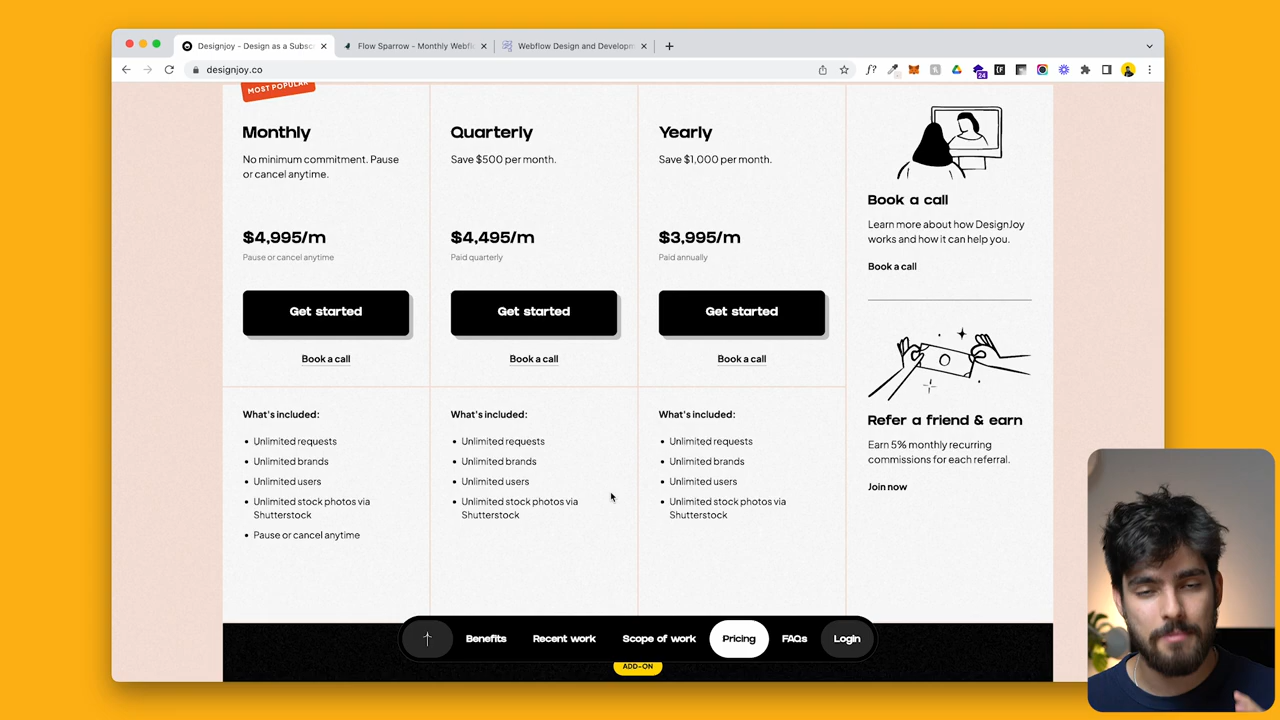 Designjoy - Design as a Subsc
Flow Sparrow - Monthly Webfl
Webflow Design and Developm
designjoy.co
24
MOST POPULAR
Monthly
No minimum commitment. Pause
or cancel anytime.
$4,995/m
Pause or cancel anytime
Get started
Book a call
What's included:
• Unlimited requests
• Unlimited brands
• Unlimited users
• Unlimited stock photos via
Shutterstock
• Pause or cancel anytime
Quarterly
Save $500 per month.
$4,495/m
Paid quarterly
Get started
Book a call
What's included:
• Unlimited requests
• Unlimited brands
• Unlimited users
• Unlimited stock photos via
Shutterstock
Yearly
Save $1,000 per month.
$3,995/m
Paid annually
Get started
Book a call
What's included:
• Unlimited requests
• Unlimited brands
• Unlimited users
• Unlimited stock photos via
Shutterstock
Book a call
Learn more about how DesignJoy
works and how it can help you.
Book a call
Refer a friend & earn
Earn 5% monthly recurring
commissions for each referral.
Join now
Benefits Recent work Scope of work Pricing FAQs Login
ADD-ON